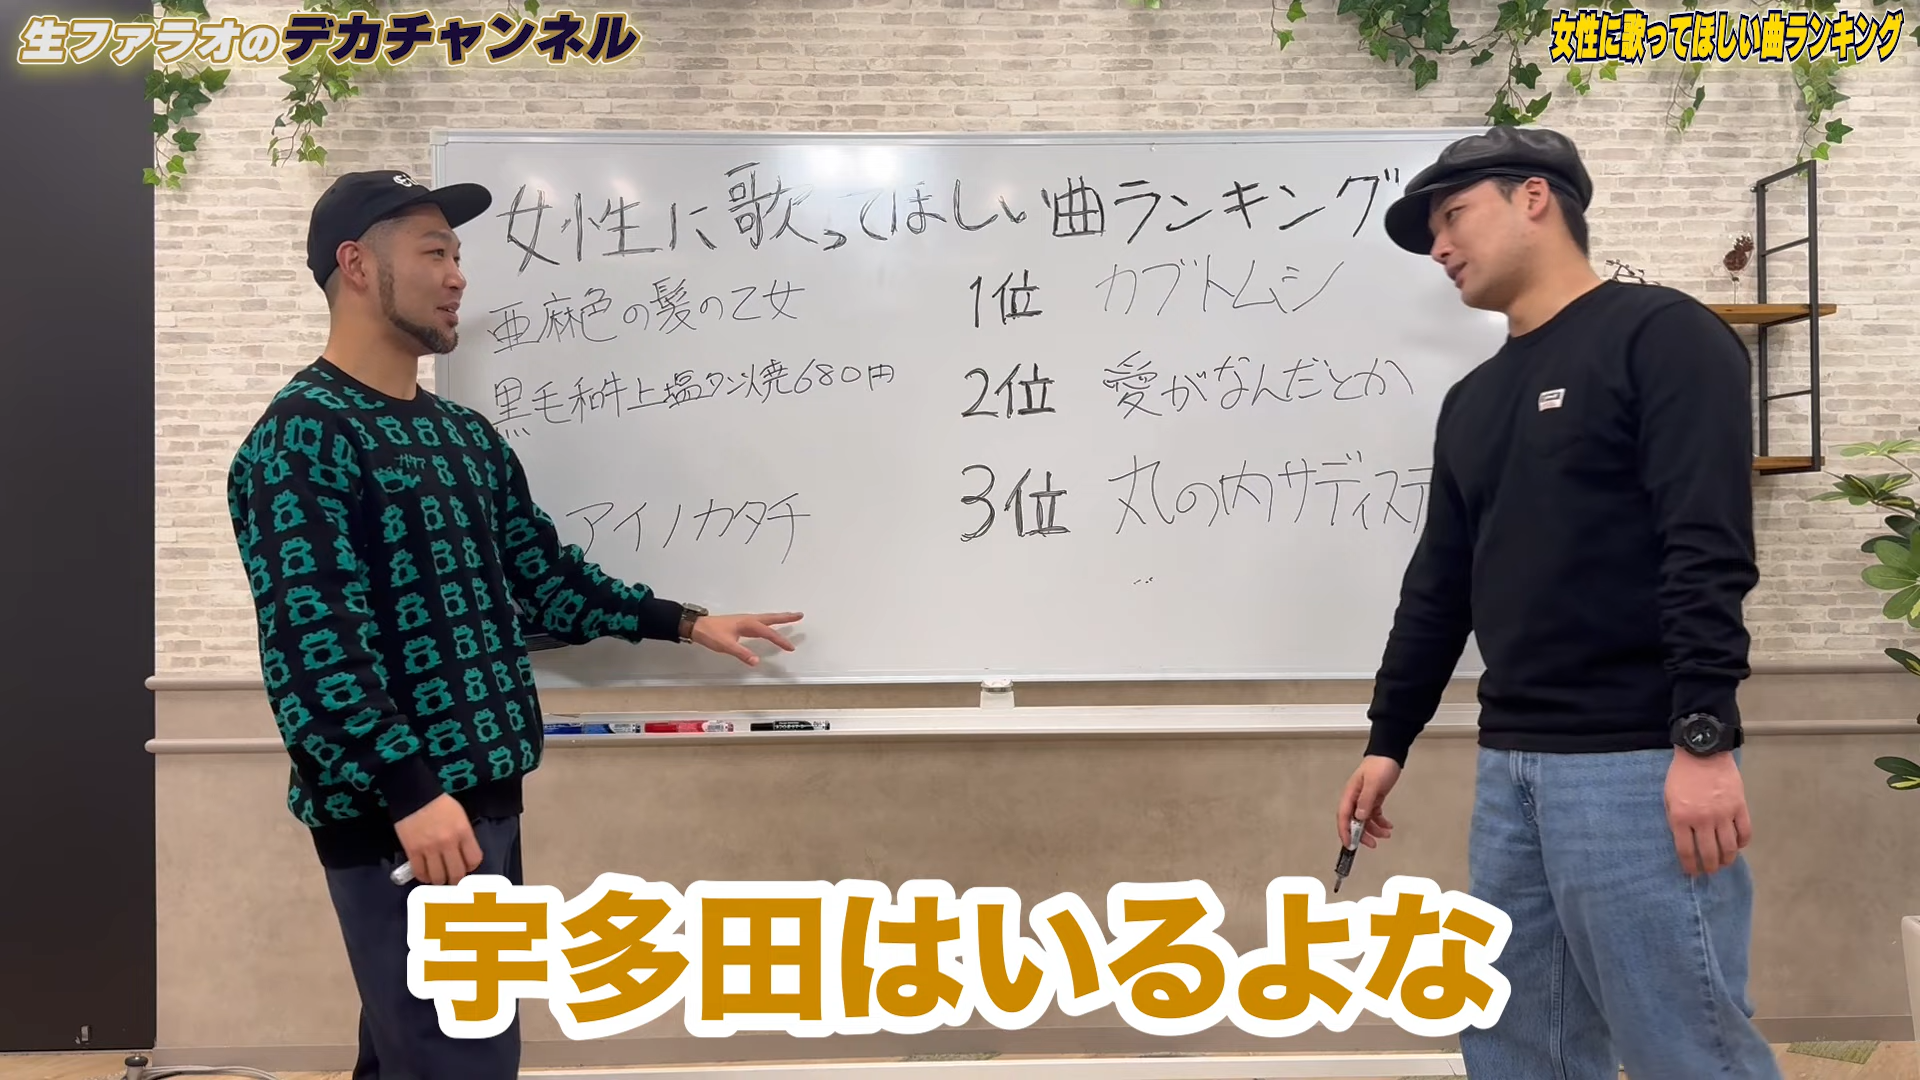 生ファラオのデカチャンネル
女性に歌ってほしい曲ランキング
女性に歌ってほしい曲ランキング
亜麻色の髪の乙女
黒毛和牛上塩タン焼680円
アイノカタチ
1位 カブトムシ
2位 愛がなんだとか
3位 丸の内サディステ
宇多田はいるよな